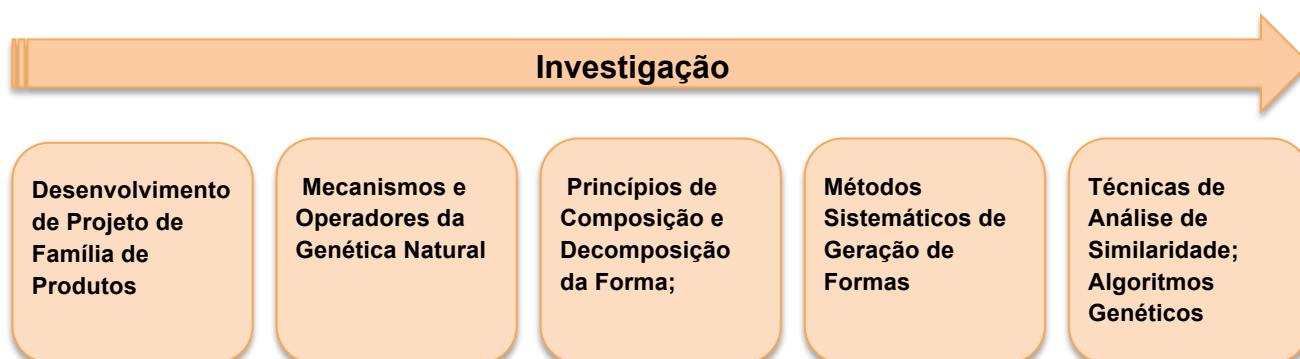 Investigação
Desenvolvimento
de Projeto de
Família de
Produtos
Mecanismos e
Operadores da
Genética Natural
Princípios de
Composição e
Decomposição
da Forma;
Métodos
Sistemáticos de
Geração de
Formas
Técnicas de
Análise de
Similaridade;
Algoritmos
Genéticos